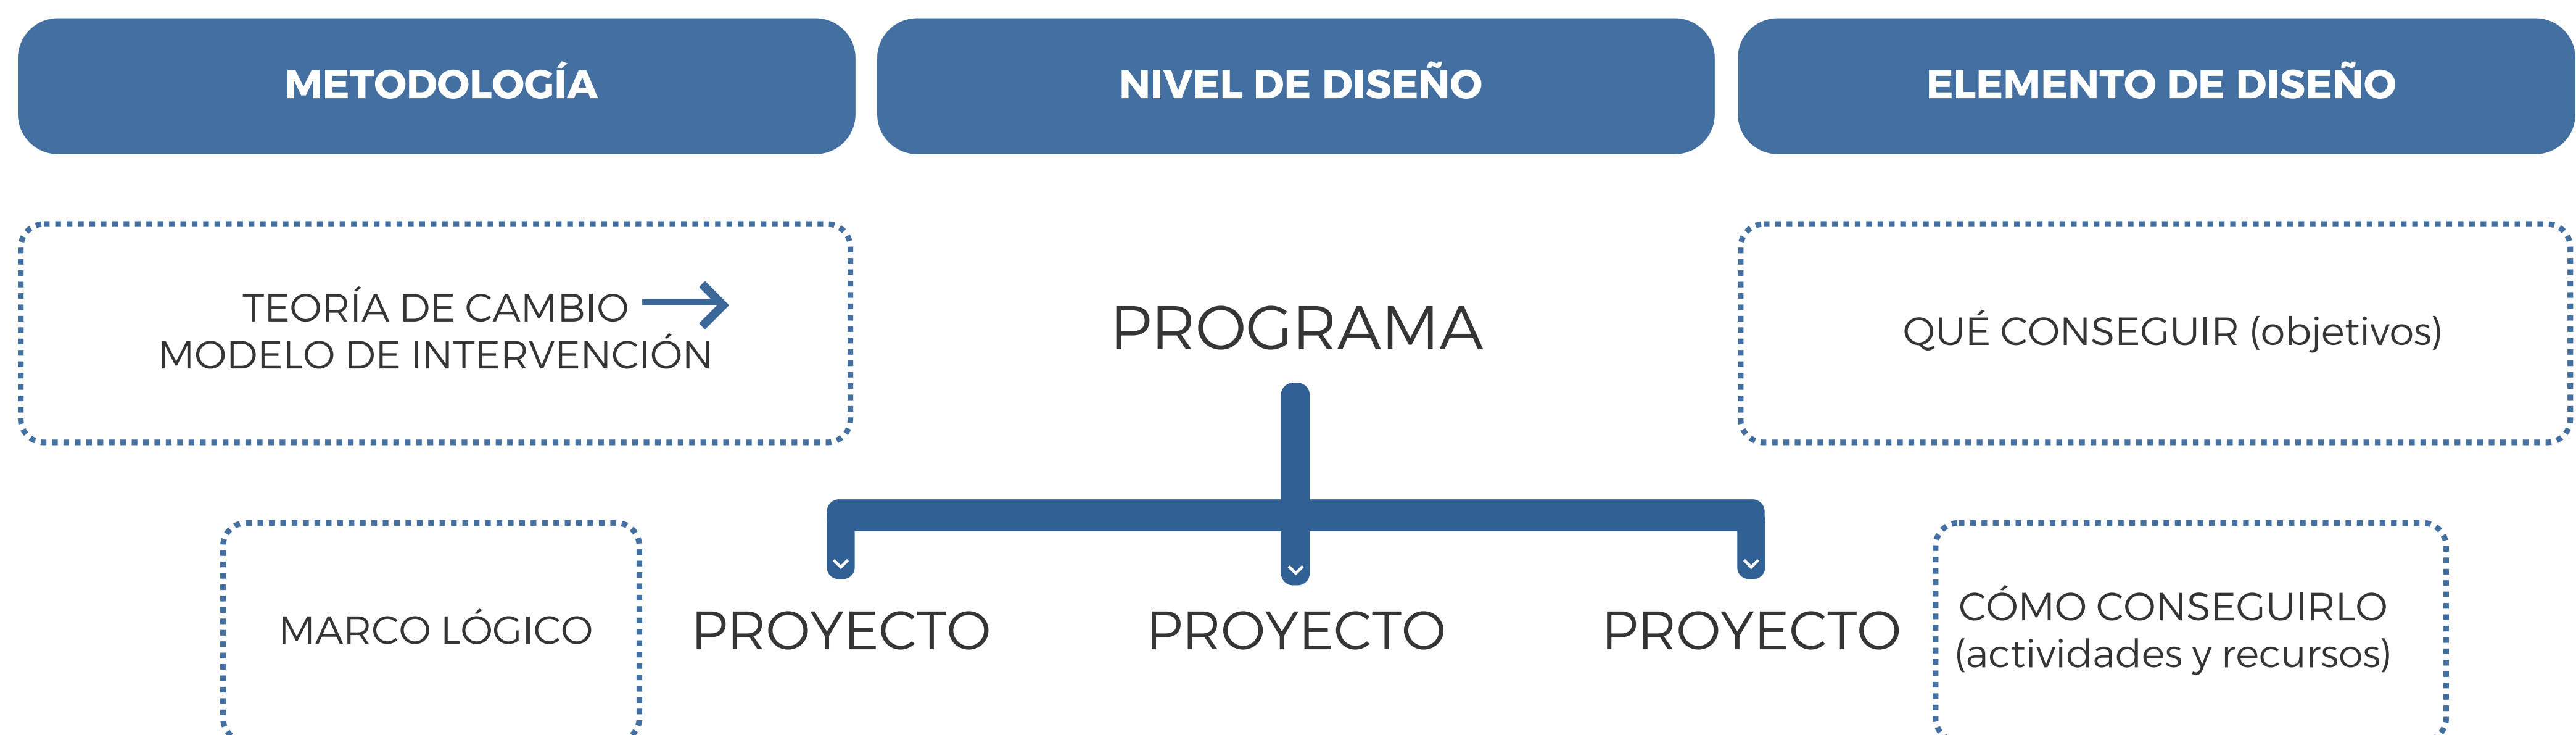 METODOLOGÍA
NIVEL DE DISEÑO
ELEMENTO DE DISEÑO
TEORÍA DE CAMBIO
MODELO DE INTERVENCIÓN
PROGRAMA
QUÉ CONSEGUIR (objetivos)
MARCO LÓGICO
PROYECTO
PROYECTO
PROYECTO
CÓMO CONSEGUIRLO
(actividades y recursos)